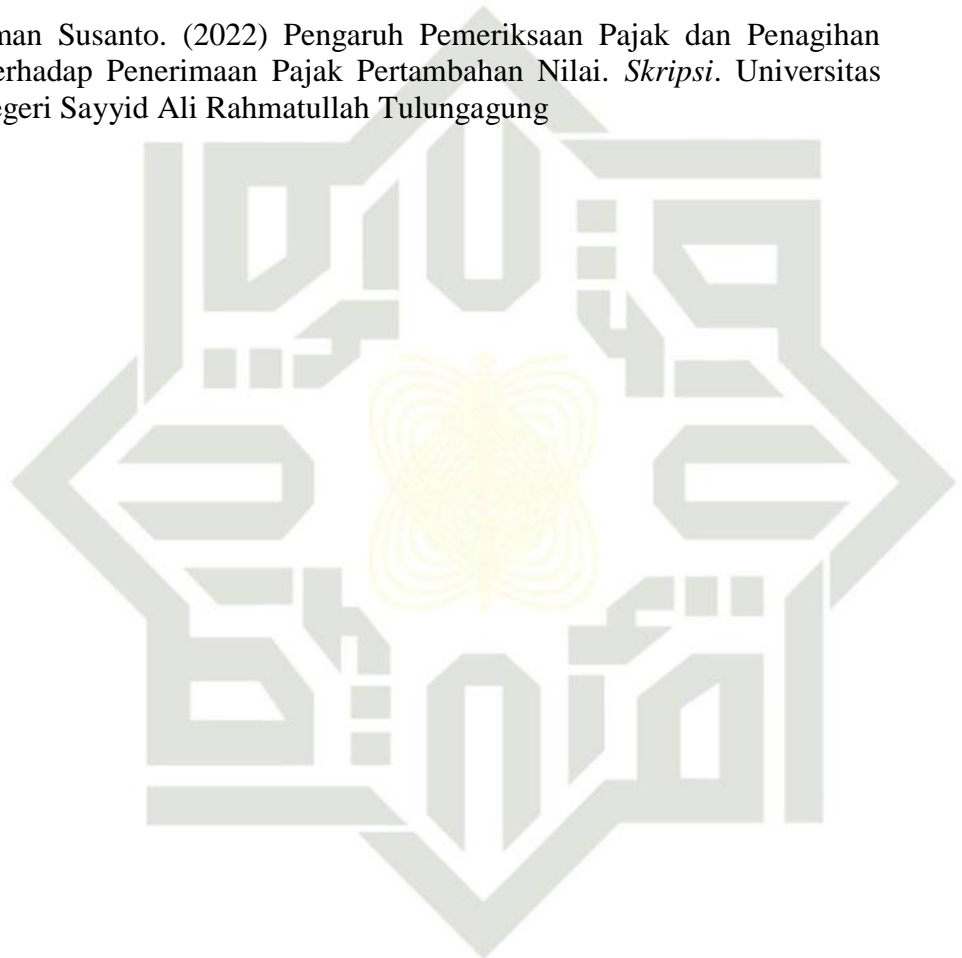 man Susanto. (2022) Pengaruh Pemeriksaan Pajak dan Penagihan
erhadap Penerimaan Pajak Pertambahan Nilai. Skripsi. Universitas
egeri Sayyid Ali Rahmatullah Tulungagung